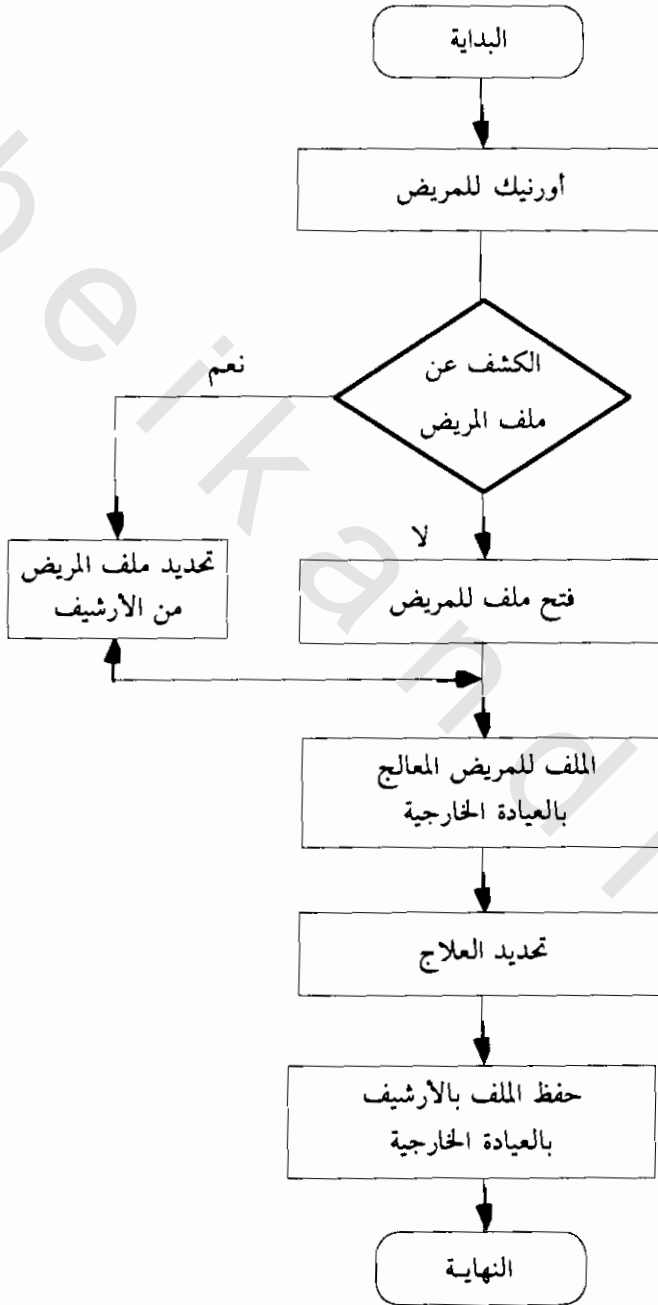 البداية
أورنيك للمريض
الكشف عن
ملف المريض
نعم
لا
تحديد ملف المريض
من الأرشيف
فتح ملف للمريض
الملف للمريض المعالج
بالعيادة الخارجية
تحديد العلاج
حفظ الملف بالأرشيف
بالعيادة الخارجية
النهاية
beikandl